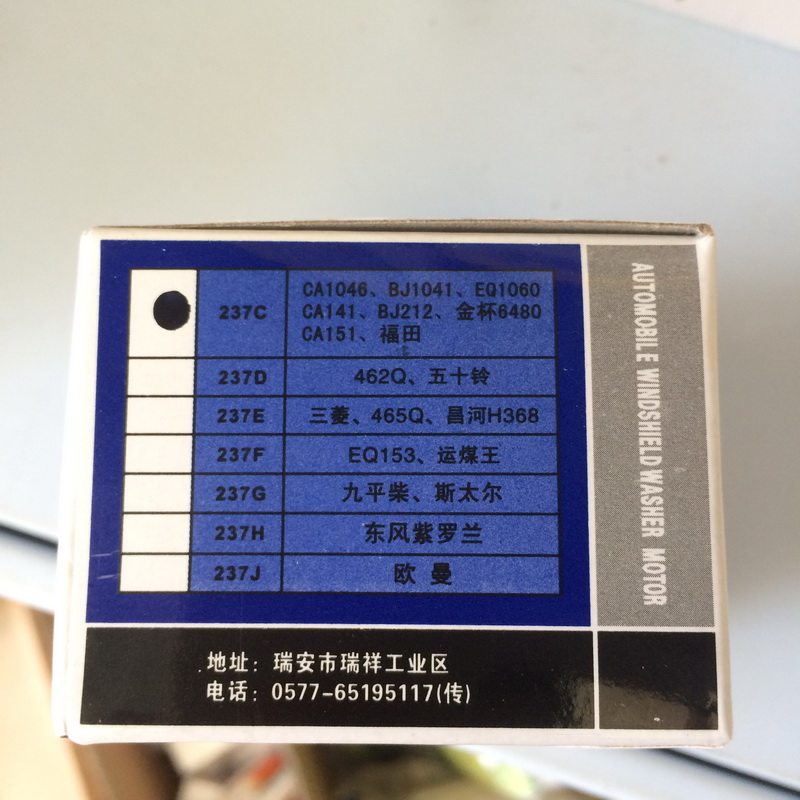 237C
CA1046、BJ1041、EQ1060
CA141、BJ212、金杯6480
CA151、福田
237D
462Q、五十铃
237E
三菱、465Q、昌河H368
237F
EQ153、运煤王
237G
九平柴、斯太尔
237H
东风紫罗兰
237J
欧曼
AUTOMOBILE WINDSHIELD WASHER MOTOR
地址：瑞安市瑞祥工业区
电话：0577-65195117(传)